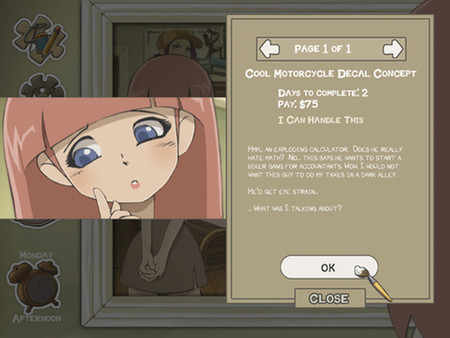 Page 1 of 1
Cool Motorcycle Decal Concept
Days to complete: 2
Pay: $75
I Can Handle This
Hmm.. an exploding calculator. Does he really
hate math? No.. this says he wants to start a
biker gang for accountants. Wow. I would not
want this guy to do my taxes in a dark alley.
He'd get eye strain.
... What was I talking about?
OK
Close
Monday
Afternoon